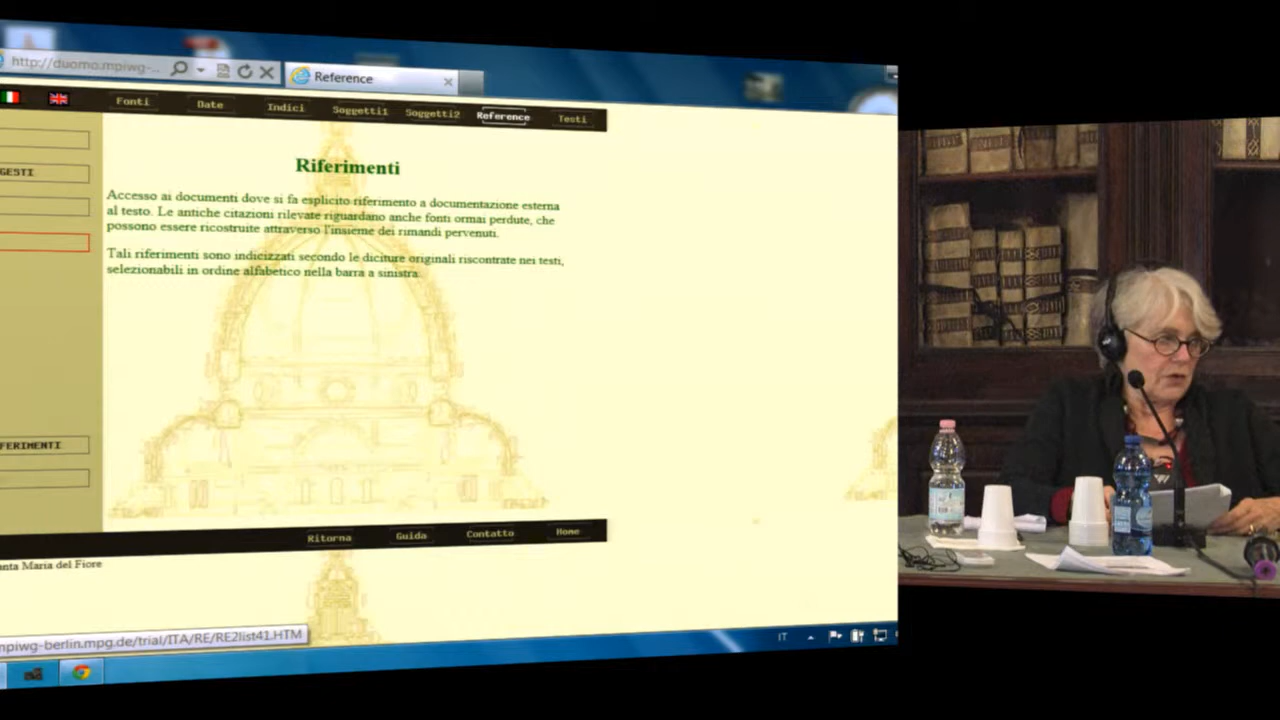 http://duomo.mpiwg-...
Reference
Fonti
Date
Indici
Soggetti1
Soggetti2
Reference
Testi
GESTI
Riferimenti
Accesso ai documenti dove si fa esplicito riferimento a documentazione esterna
al testo. Le antiche citazioni rilevate riguardano anche fonti ormai perdute, che
possono essere ricostruite attraverso l'insieme dei rimandi pervenuti.
Tali riferimenti sono indicizzati secondo le diciture originali riscontrate nei testi,
selezionabili in ordine alfabetico nella barra a sinistra.
FERIMENTI
Ritorna
Guida
Contatto
Home
nta Maria del Fiore
mpiwg-berlin.mpg.de/trial/ITA/RE/RE2list41.HTM
IT